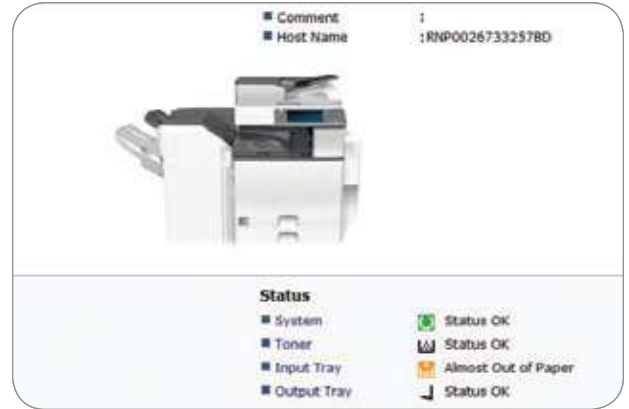 Comment :
Host Name : RNP0026733257BD
Status
System Status OK
Toner Status OK
Input Tray Almost Out of Paper
Output Tray Status OK